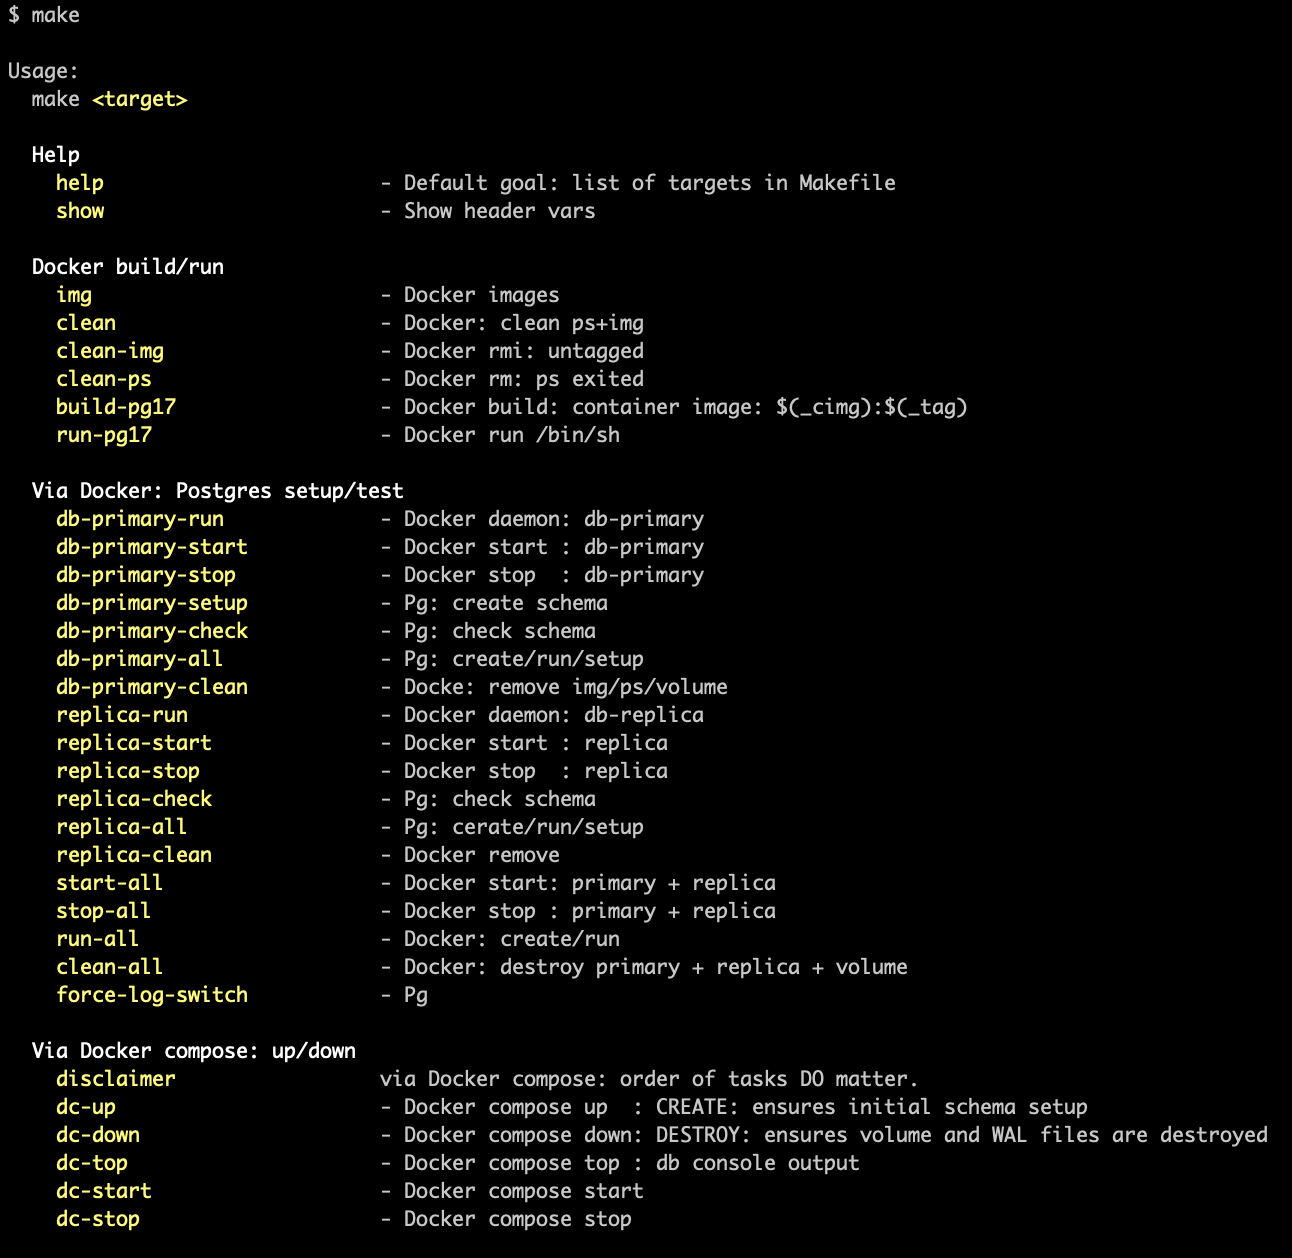 $ make
Usage:
make <target>
Help
help - Default goal: list of targets in Makefile
show - Show header vars
Docker build/run
img - Docker images
clean - Docker: clean ps+img
clean-img - Docker rmi: untagged
clean-ps - Docker rm: ps exited
build-pg17 - Docker build: container image: $(_cimg):$(_tag)
run-pg17 - Docker run /bin/sh
Via Docker: Postgres setup/test
db-primary-run - Docker daemon: db-primary
db-primary-start - Docker start : db-primary
db-primary-stop - Docker stop  : db-primary
db-primary-setup - Pg: create schema
db-primary-check - Pg: check schema
db-primary-all - Pg: create/run/setup
db-primary-clean - Docke: remove img/ps/volume
replica-run - Docker daemon: db-replica
replica-start - Docker start : replica
replica-stop - Docker stop  : replica
replica-check - Pg: check schema
replica-all - Pg: cerate/run/setup
replica-clean - Docker remove
start-all - Docker start: primary + replica
stop-all - Docker stop : primary + replica
run-all - Docker: create/run
clean-all - Docker: destroy primary + replica + volume
force-log-switch - Pg
Via Docker compose: up/down
disclaimer via Docker compose: order of tasks DO matter.
dc-up - Docker compose up  : CREATE: ensures initial schema setup
dc-down - Docker compose down: DESTROY: ensures volume and WAL files are destroyed
dc-top - Docker compose top : db console output
dc-start - Docker compose start
dc-stop - Docker compose stop